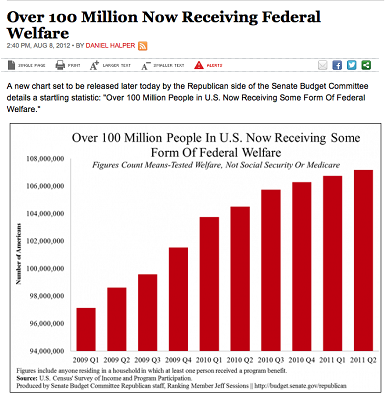 Over 100 Million Now Receiving Federal
Welfare
2:40 PM, AUG 8, 2012 • BY DANIEL HALPER
SINGLE PAGE PRINT LARGER TEXT SMALLER TEXT ALERTS
A new chart set to be released later today by the Republican side of the Senate Budget Committee
details a startling statistic: "Over 100 Million People in U.S. Now Receiving Some Form Of Federal
Welfare."
Over 100 Million People In U.S. Now Receiving Some
Form Of Federal Welfare
Figures Count Means-Tested Welfare, Not Social Security Or Medicare
Number of Americans
108,000,000
106,000,000
104,000,000
102,000,000
100,000,000
98,000,000
96,000,000
94,000,000
2009 Q1 2009 Q2 2009 Q3 2009 Q4 2010 Q1 2010 Q2 2010 Q3 2010 Q4 2011 Q1 2011 Q2
Figures include anyone residing in a household in which at least one person received a program benefit.
Source: U.S. Census' Survey of Income and Program Participation.
Produced by Senate Budget Committee Republican staff, Ranking Member Jeff Sessions || http://budget.senate.gov/republican